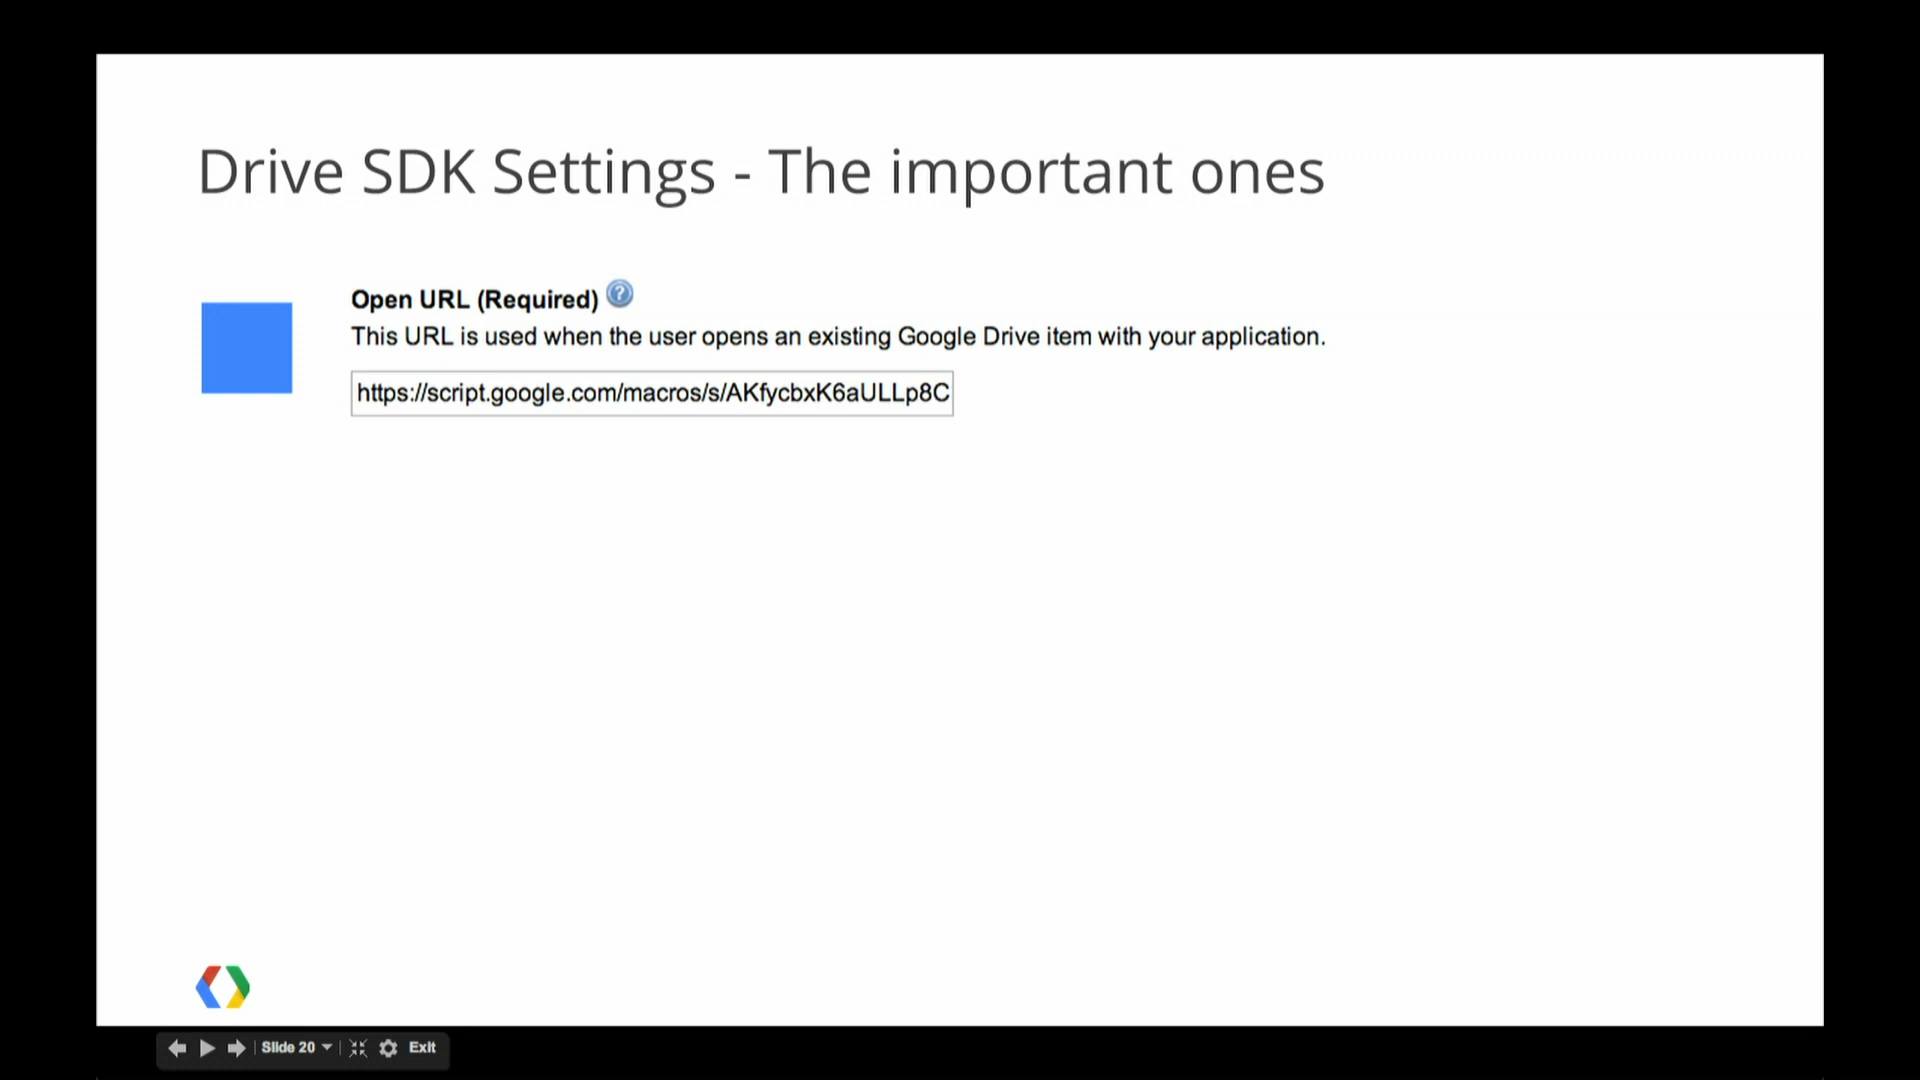 Drive SDK Settings - The important ones
Open URL (Required) ?
This URL is used when the user opens an existing Google Drive item with your application.
https://script.google.com/macros/s/AKfycbxK6aULLp8C
Slide 20 Exit